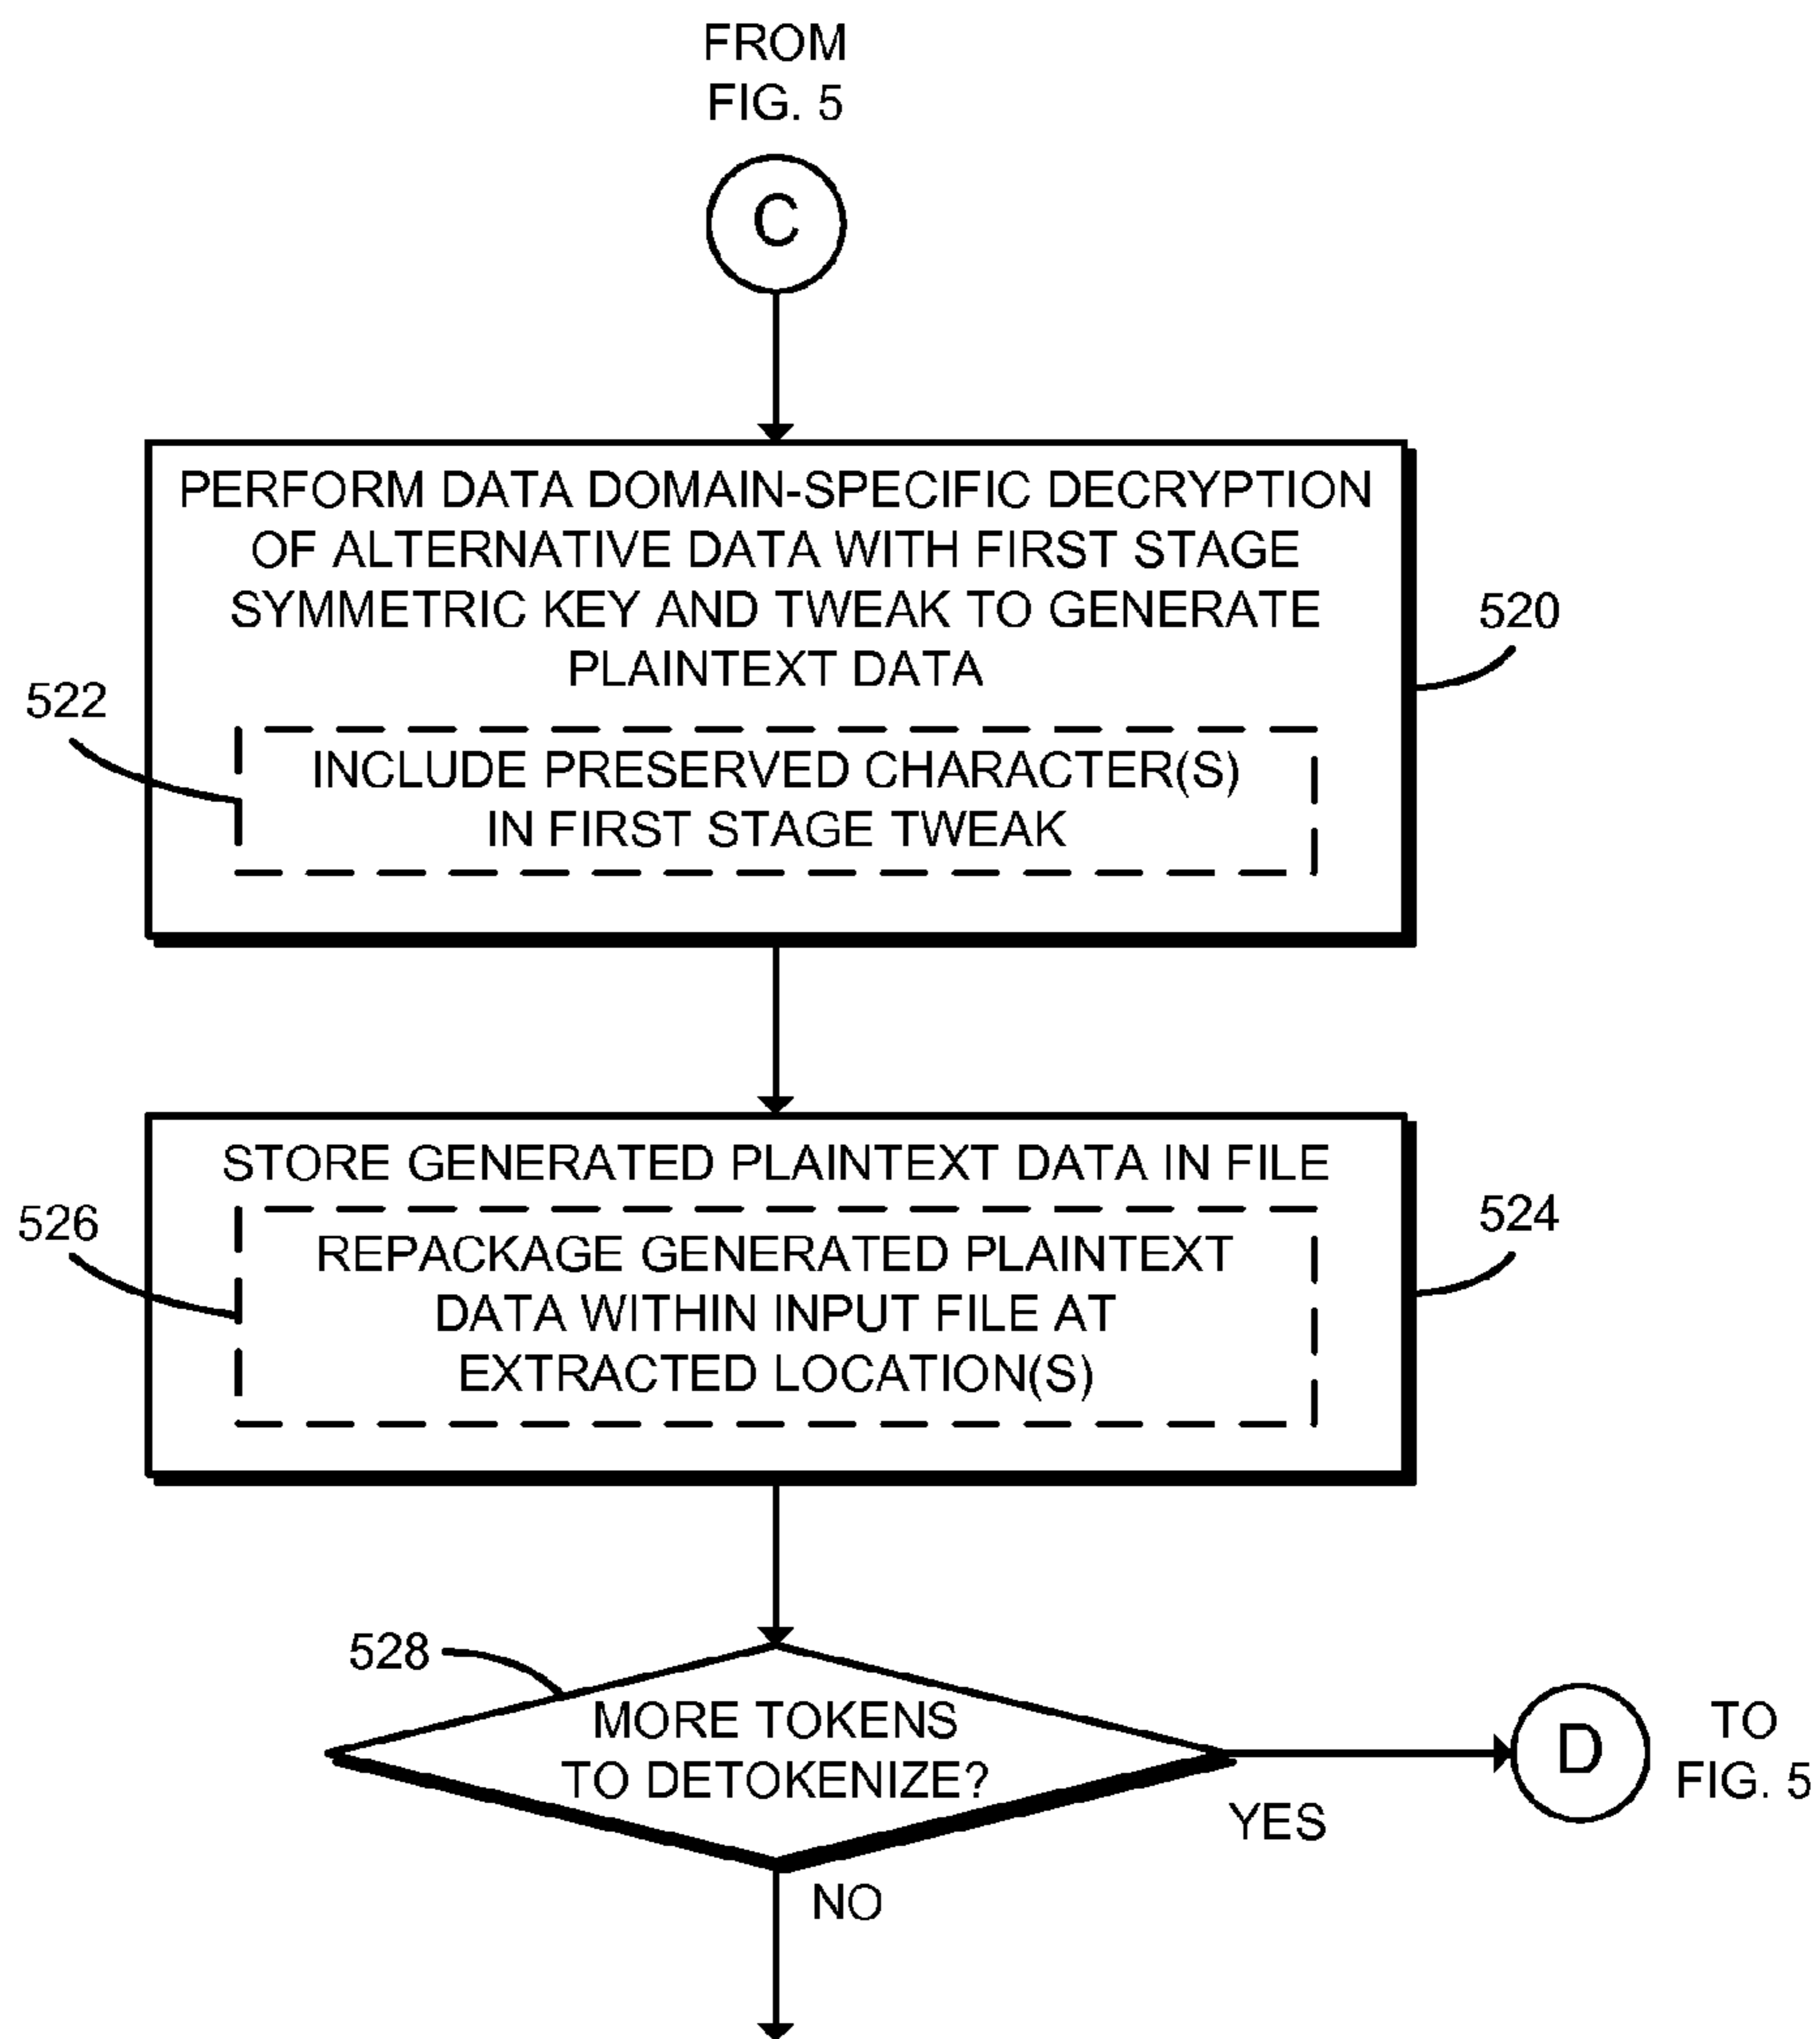 FROM
FIG. 5
C
PERFORM DATA DOMAIN-SPECIFIC DECRYPTION
OF ALTERNATIVE DATA WITH FIRST STAGE
SYMMETRIC KEY AND TWEAK TO GENERATE
PLAINTEXT DATA
520
522
INCLUDE PRESERVED CHARACTER(S)
IN FIRST STAGE TWEAK
STORE GENERATED PLAINTEXT DATA IN FILE
524
526
REPACKAGE GENERATED PLAINTEXT
DATA WITHIN INPUT FILE AT
EXTRACTED LOCATION(S)
528
MORE TOKENS
TO DETOKENIZE?
YES
D
TO
FIG. 5
NO